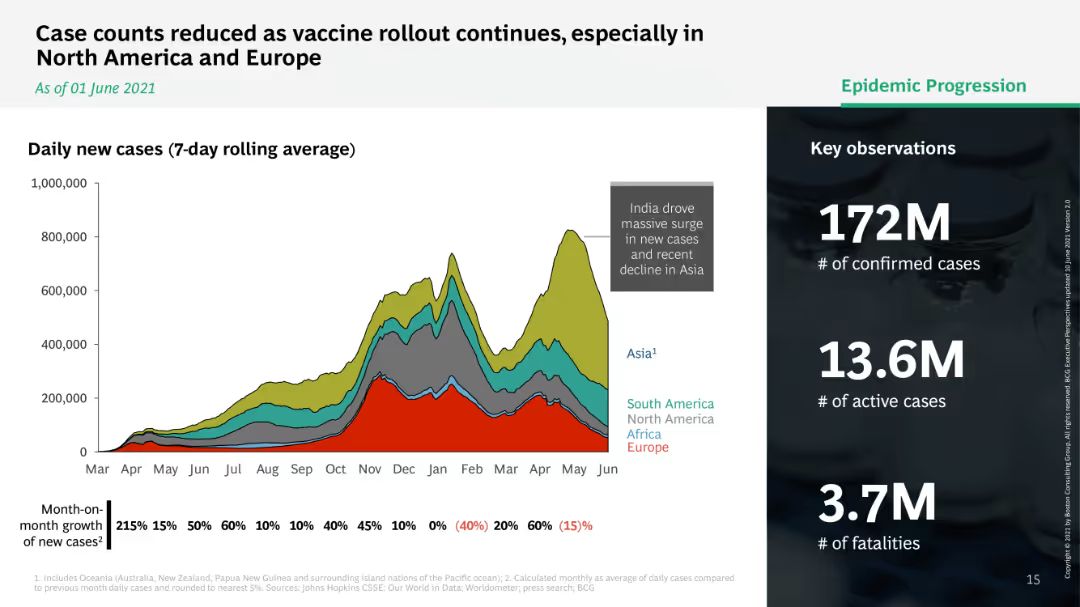 Case counts reduced as vaccine rollout continues, especially in
North America and Europe
As of 01 June 2021
Epidemic Progression
Daily new cases (7-day rolling average)
1,000,000
800,000
600,000
400,000
200,000
0
Mar Apr May Jun Jul Aug Sep Oct Nov Dec Jan Feb Mar Apr May Jun
India drove
massive surge
in new cases
and recent
decline in Asia
Asia¹
South America
North America
Africa
Europe
Month-on-
month growth
of new cases²
215% 15% 50% 60% 10% 10% 40% 45% 10% 0% (40%) 20% 60% (15)%
Key observations
172M
# of confirmed cases
13.6M
# of active cases
3.7M
# of fatalities
1. Includes Oceania (Australia, New Zealand, Papua New Guinea and surrounding island nations of the Pacific ocean); 2. Calculated monthly as average of daily cases compared
to previous month daily cases and rounded to nearest 5%. Sources: Johns Hopkins CSSE; Our World in Data; Worldometer; press search; BCG
15
Copyright © 2021 by Boston Consulting Group. All rights reserved. BCG Executive Perspectives updated 10 June 2021 Version 2.0